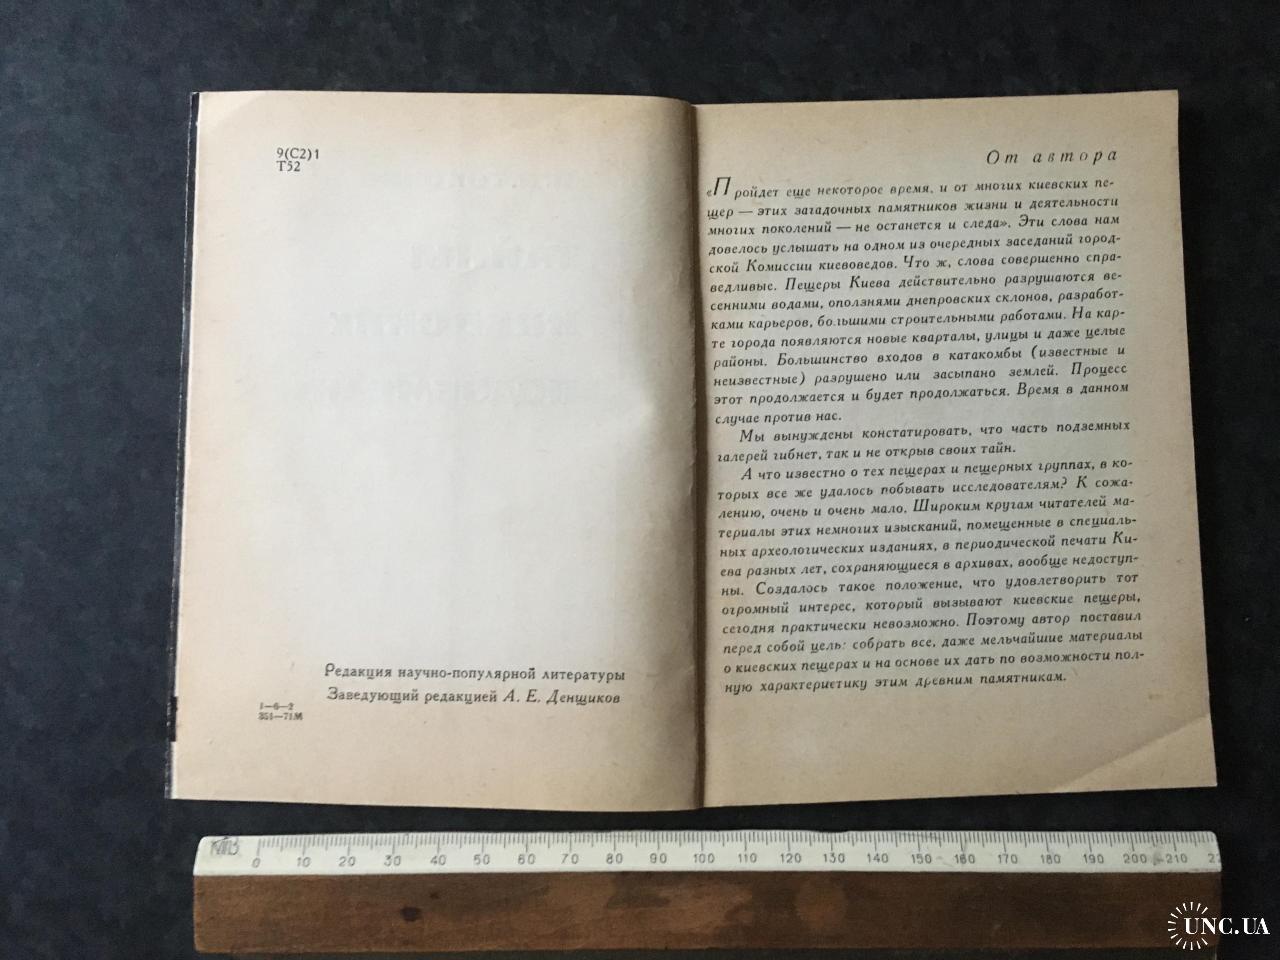 9(С2)1
Т52
Редакция научно-популярной литературы
Заведующий редакцией А. Е. Денщиков
1—6—2
351—71М
От автора
«Пройдет еще некоторое время, и от многих киевских пе-
щер — этих загадочных памятников жизни и деятельности
многих поколений — не останется и следа». Эти слова нам
довелось услышать на одном из очередных заседаний город-
ской Комиссии киевоведов. Что ж, слова совершенно спра-
ведливые. Пещеры Киева действительно разрушаются ве-
сенними водами, оползнями днепровских склонов, разработ-
ками карьеров, большими строительными работами. На кар-
те города появляются новые кварталы, улицы и даже целые
районы. Большинство входов в катакомбы (известные и
неизвестные) разрушено или засыпано землей. Процесс
этот продолжается и будет продолжаться. Время в данном
случае против нас.
Мы вынуждены констатировать, что часть подземных
галерей гибнет, так и не открыв своих тайн.
А что известно о тех пещерах и пещерных группах, в ко-
торых все же удалось побывать исследователям? К сожа-
лению, очень и очень мало. Широким кругам читателей ма-
териалы этих немногих изысканий, помещенные в специаль-
ных археологических изданиях, в периодической печати Ки-
ева разных лет, сохраняющиеся в архивах, вообще недоступ-
ны. Создалось такое положение, что удовлетворить тот
огромный интерес, который вызывают киевские пещеры,
сегодня практически невозможно. Поэтому автор поставил
перед собой цель: собрать все, даже мельчайшие материалы
о киевских пещерах и на основе их дать по возможности пол-
ную характеристику этим древним памятникам.
0 10 20 30 40 50 60 70 80 90 100 110 120 130 140 150 160 170 180 190 200 210
UNC.UA